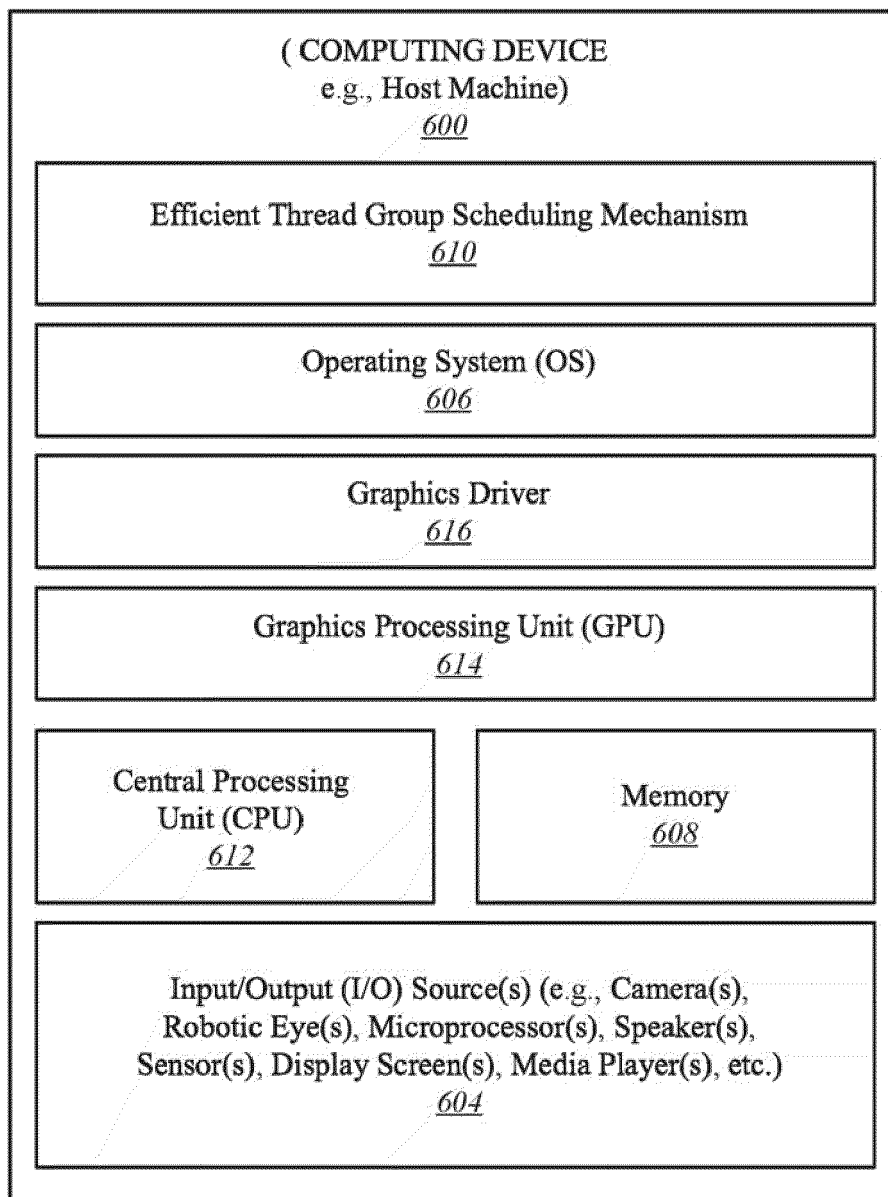 ( COMPUTING DEVICE
e.g., Host Machine)
600
Efficient Thread Group Scheduling Mechanism
610
Operating System (OS)
606
Graphics Driver
616
Graphics Processing Unit (GPU)
614
Central Processing
Unit (CPU)
612
Memory
608
Input/Output (I/O) Source(s) (e.g., Camera(s),
Robotic Eye(s), Microprocessor(s), Speaker(s),
Sensor(s), Display Screen(s), Media Player(s), etc.)
604